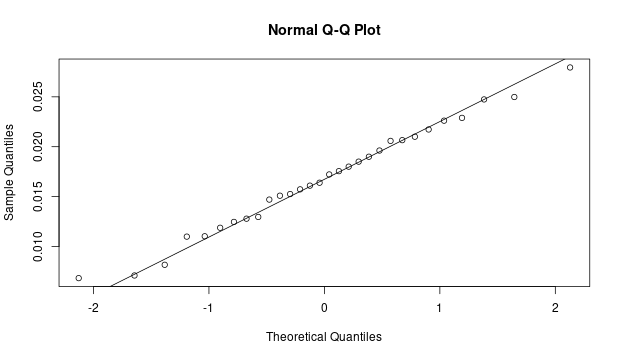 Normal Q-Q Plot
Sample Quantiles
0.025
0.020
0.015
0.010
-2 -1 0 1 2
Theoretical Quantiles